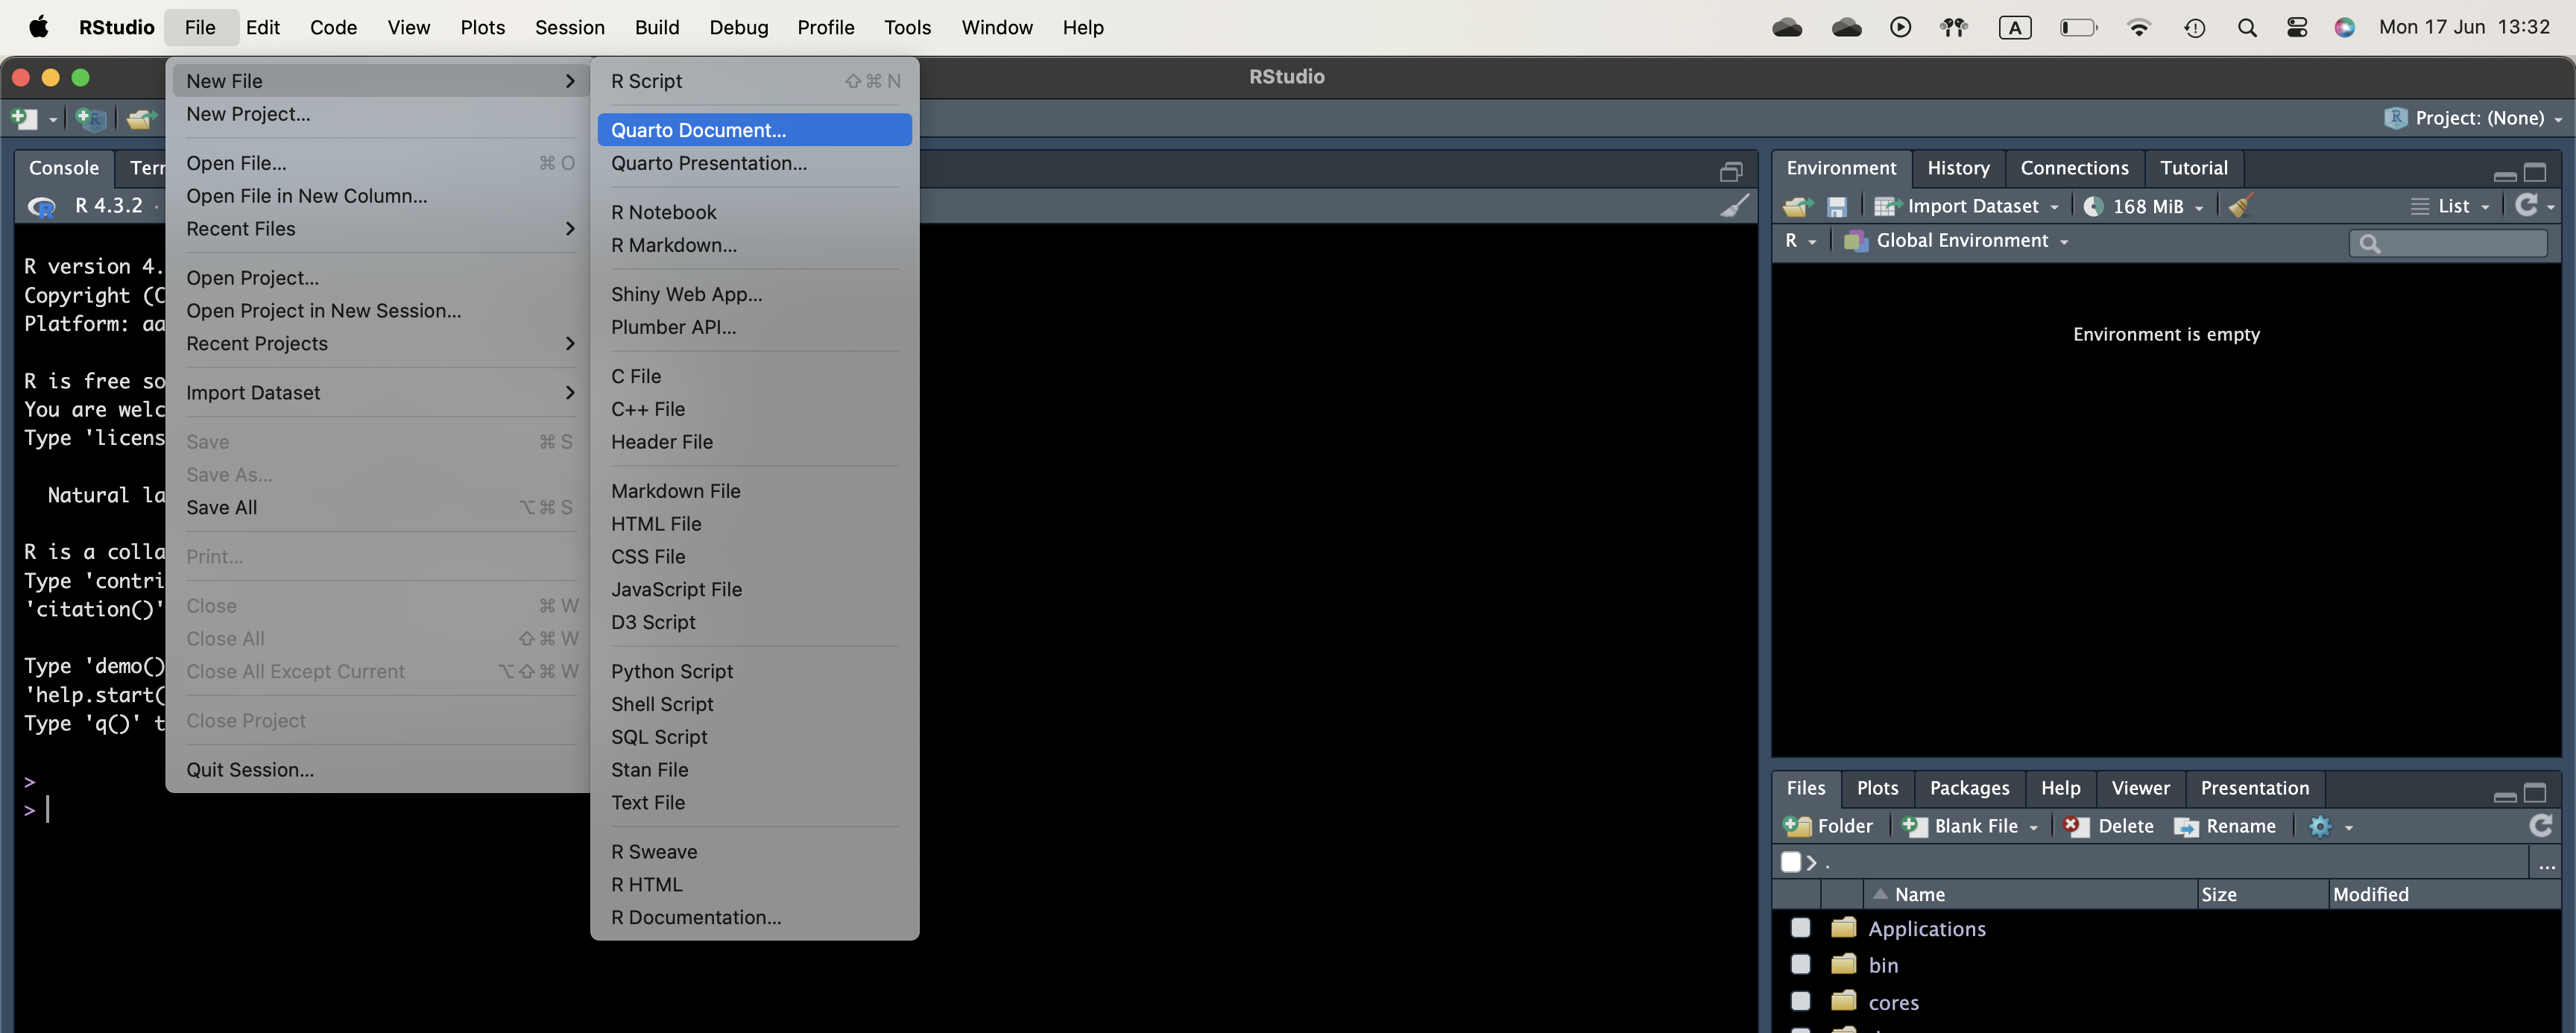 RStudio File Edit Code View Plots Session Build Debug Profile Tools Window Help A Mon 17 Jun 13:32
RStudio
Project: (None)
New File
New Project...
Open File... ⌘ O
Open File in New Column...
Recent Files
Open Project...
Open Project in New Session...
Recent Projects
Import Dataset
Save ⌘ S
Save As...
Save All ⌥ ⌘ S
Print...
Close ⌘ W
Close All ⇧ ⌘ W
Close All Except Current ⌥ ⇧ ⌘ W
Close Project
Quit Session...
R Script ⇧ ⌘ N
Quarto Document...
Quarto Presentation...
R Notebook
R Markdown...
Shiny Web App...
Plumber API...
C File
C++ File
Header File
Markdown File
HTML File
CSS File
JavaScript File
D3 Script
Python Script
Shell Script
SQL Script
Stan File
Text File
R Sweave
R HTML
R Documentation...
Console Terr
R 4.3.2 ·
R version 4.
Copyright (C
Platform: aa
R is free so
You are welc
Type 'licens
Natural la
R is a colla
Type 'contri
'citation()'
Type 'demo()
'help.start(
Type 'q()' t
>
>
Environment History Connections Tutorial
Import Dataset 168 MiB List
R Global Environment
Environment is empty
Files Plots Packages Help Viewer Presentation
Folder Blank File Delete Rename
. ...
Name Size Modified
Applications
bin
cores